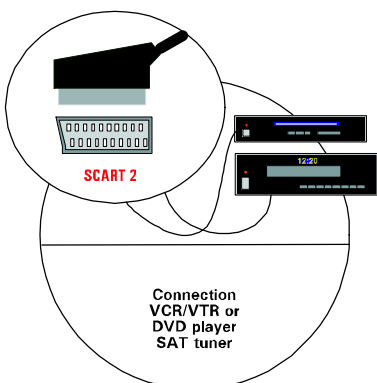 12:20
SCART 2
Connection
VCR/VTR or
DVD player
SAT tuner